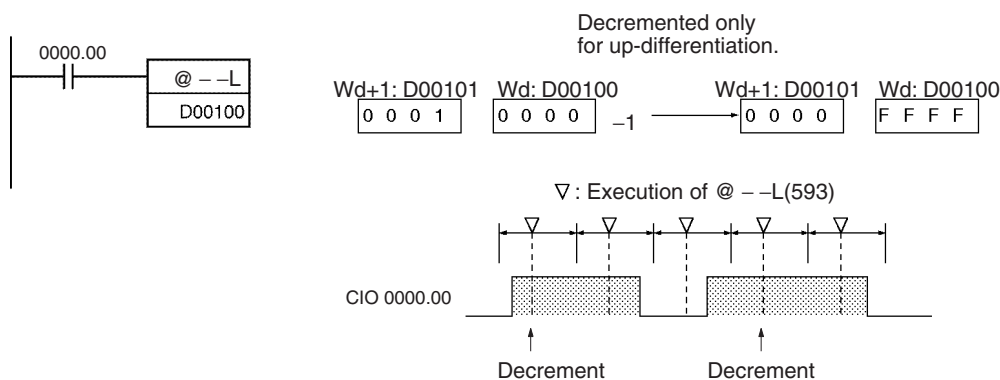 Decremented only
for up-differentiation.
0000.00
@ – –L
D00100
Wd+1: D00101 Wd: D00100 Wd+1: D00101 Wd: D00100
0 0 0 1 0 0 0 0 –1 0 0 0 0 F F F F
▽: Execution of @ – –L(593)
CIO 0000.00
Decrement Decrement